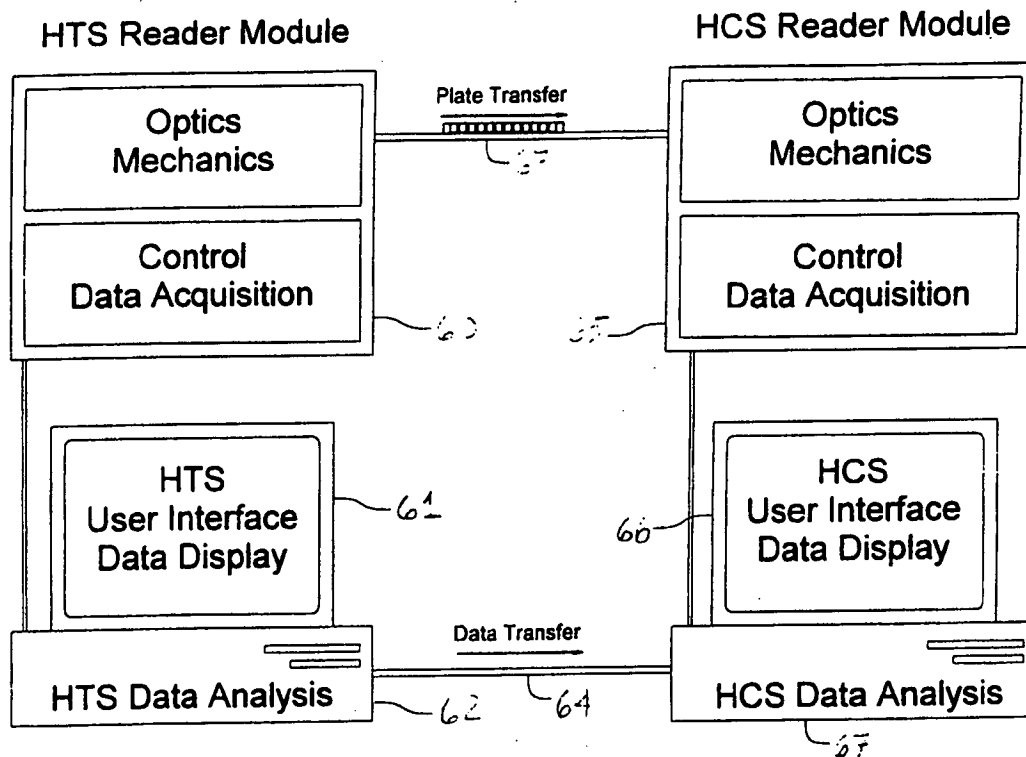 HTS Reader Module
HCS Reader Module
Optics
Mechanics
Plate Transfer
Optics
Mechanics
Control
Data Acquisition
Control
Data Acquisition
HTS
User Interface
Data Display
61
HCS
User Interface
Data Display
66
Data Transfer
HTS Data Analysis
62
64
HCS Data Analysis